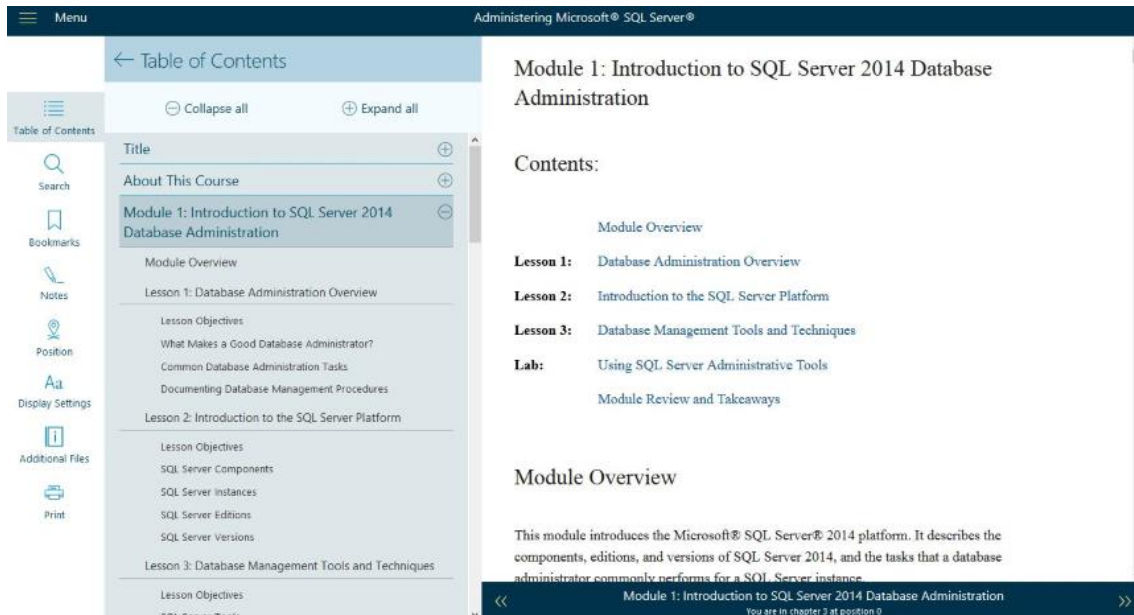 Menu
Administering Microsoft® SQL Server®
Table of Contents
Search
Bookmarks
Notes
Position
Aa
Display Settings
Additional Files
Print
← Table of Contents
Collapse all
Expand all
Title
About This Course
Module 1: Introduction to SQL Server 2014
Database Administration
Module Overview
Lesson 1: Database Administration Overview
Lesson Objectives
What Makes a Good Database Administrator?
Common Database Administration Tasks
Documenting Database Management Procedures
Lesson 2: Introduction to the SQL Server Platform
Lesson Objectives
SQL Server Components
SQL Server Instances
SQL Server Editions
SQL Server Versions
Lesson 3: Database Management Tools and Techniques
Lesson Objectives
Module 1: Introduction to SQL Server 2014 Database
Administration
Contents:
Module Overview
Lesson 1: Database Administration Overview
Lesson 2: Introduction to the SQL Server Platform
Lesson 3: Database Management Tools and Techniques
Lab: Using SQL Server Administrative Tools
Module Review and Takeaways
Module Overview
This module introduces the Microsoft® SQL Server® 2014 platform. It describes the
components, editions, and versions of SQL Server 2014, and the tasks that a database
administrator commonly performs for a SQL Server instance.
« Module 1: Introduction to SQL Server 2014 Database Administration »
You are in chapter 3 at position 0